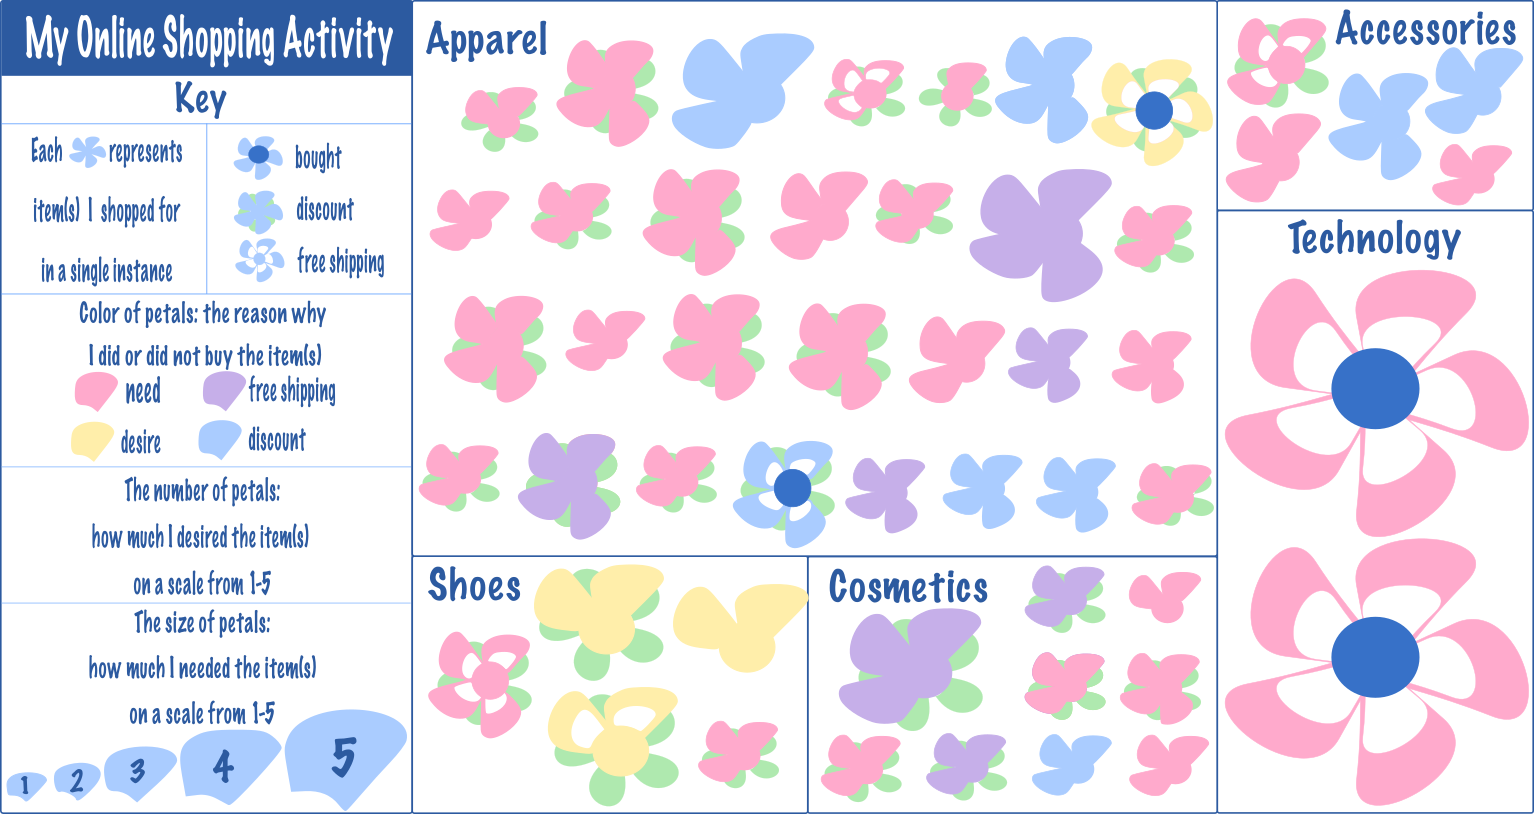 My Online Shopping Activity
Key
Each represents
item(s) I shopped for
in a single instance
bought
discount
free shipping
Color of petals: the reason why
I did or did not buy the item(s)
need
free shipping
desire
discount
The number of petals:
how much I desired the item(s)
on a scale from 1-5
The size of petals:
how much I needed the item(s)
on a scale from 1-5
1 2 3 4 5
Apparel
Accessories
Technology
Shoes
Cosmetics